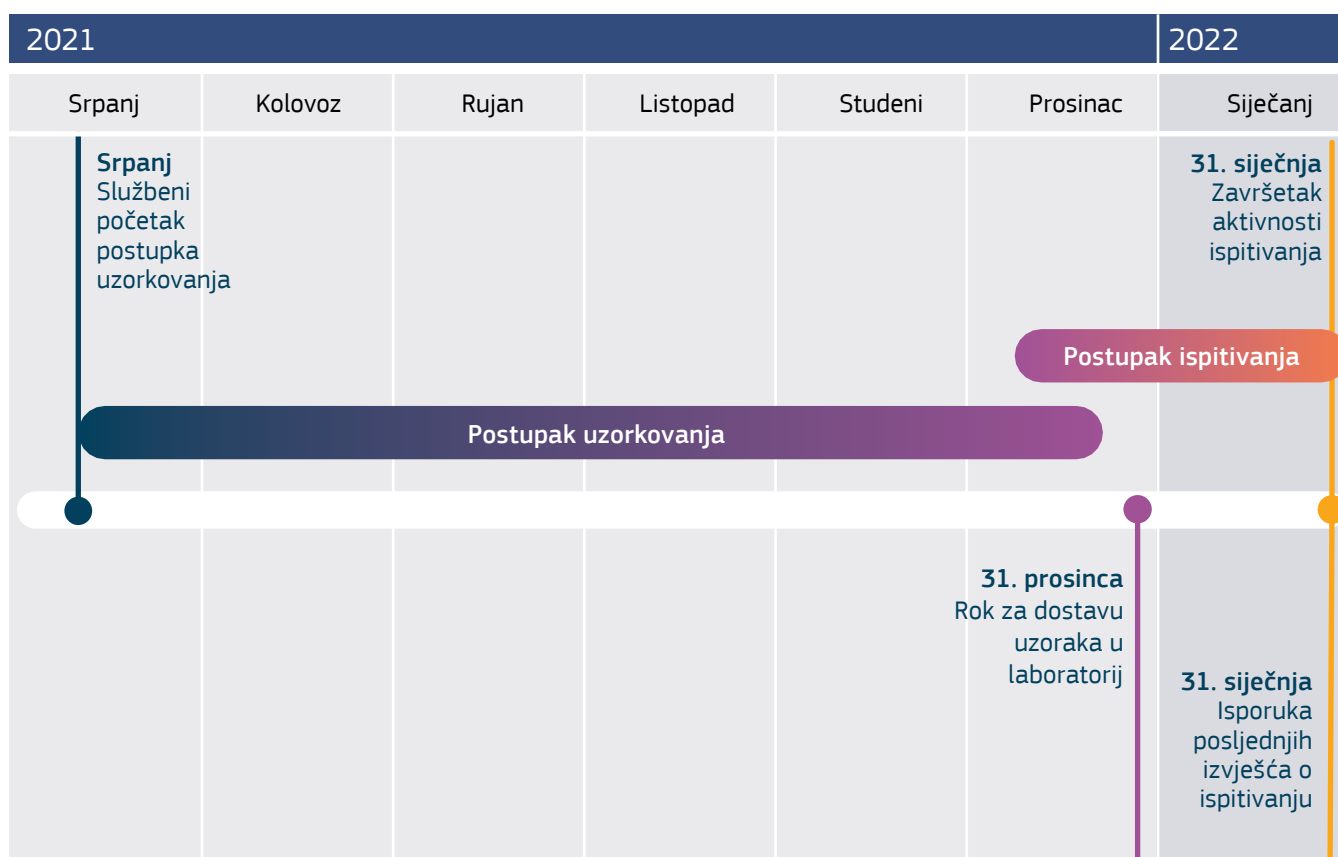 2021
2022
Srpanj
Kolovoz
Rujan
Listopad
Studeni
Prosinac
Siječanj
Srpanj
Službeni
početak
postupka
uzorkovanja
31. siječnja
Završetak
aktivnosti
ispitivanja
Postupak ispitivanja
Postupak uzorkovanja
31. prosinca
Rok za dostavu
uzoraka u
laboratorij
31. siječnja
Isporuka
posljednjih
izvješća o
ispitivanju